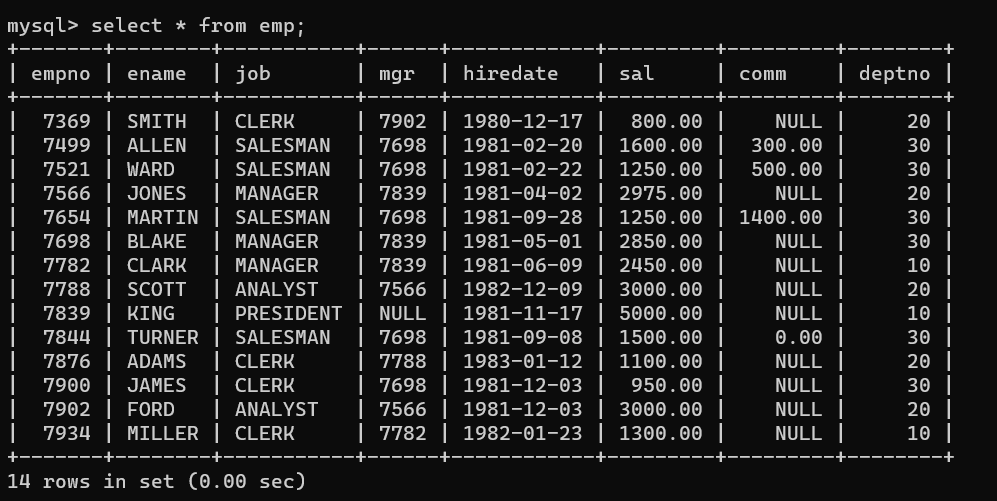 mysql> select * from emp;
+-------+--------+-----------+------+------------+---------+---------+--------+
| empno | ename  | job       | mgr  | hiredate   | sal     | comm    | deptno |
+-------+--------+-----------+------+------------+---------+---------+--------+
|  7369 | SMITH  | CLERK     | 7902 | 1980-12-17 |  800.00 |    NULL |     20 |
|  7499 | ALLEN  | SALESMAN  | 7698 | 1981-02-20 | 1600.00 |  300.00 |     30 |
|  7521 | WARD   | SALESMAN  | 7698 | 1981-02-22 | 1250.00 |  500.00 |     30 |
|  7566 | JONES  | MANAGER   | 7839 | 1981-04-02 | 2975.00 |    NULL |     20 |
|  7654 | MARTIN | SALESMAN  | 7698 | 1981-09-28 | 1250.00 | 1400.00 |     30 |
|  7698 | BLAKE  | MANAGER   | 7839 | 1981-05-01 | 2850.00 |    NULL |     30 |
|  7782 | CLARK  | MANAGER   | 7839 | 1981-06-09 | 2450.00 |    NULL |     10 |
|  7788 | SCOTT  | ANALYST   | 7566 | 1982-12-09 | 3000.00 |    NULL |     20 |
|  7839 | KING   | PRESIDENT | NULL | 1981-11-17 | 5000.00 |    NULL |     10 |
|  7844 | TURNER | SALESMAN  | 7698 | 1981-09-08 | 1500.00 |    0.00 |     30 |
|  7876 | ADAMS  | CLERK     | 7788 | 1983-01-12 | 1100.00 |    NULL |     20 |
|  7900 | JAMES  | CLERK     | 7698 | 1981-12-03 |  950.00 |    NULL |     30 |
|  7902 | FORD   | ANALYST   | 7566 | 1981-12-03 | 3000.00 |    NULL |     20 |
|  7934 | MILLER | CLERK     | 7782 | 1982-01-23 | 1300.00 |    NULL |     10 |
+-------+--------+-----------+------+------------+---------+---------+--------+
14 rows in set (0.00 sec)